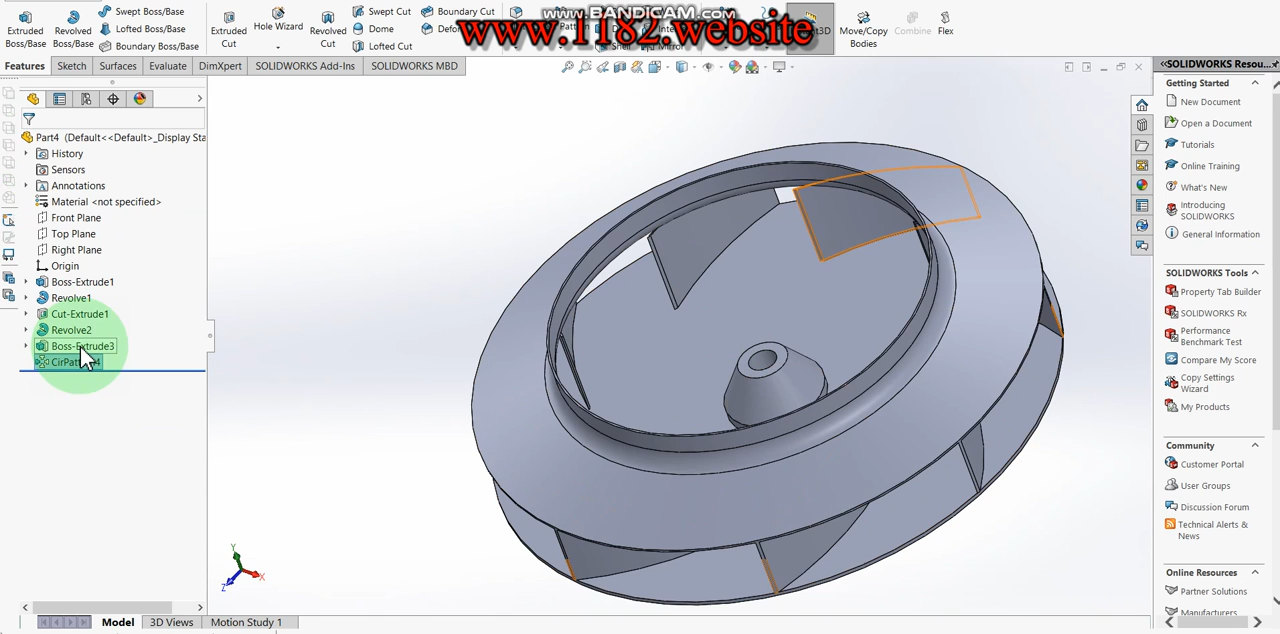 www.BANDICAM.com
www.1182.website
Extruded Boss/Base
Revolved Boss/Base
Swept Boss/Base
Lofted Boss/Base
Boundary Boss/Base
Extruded Cut
Hole Wizard
Revolved Cut
Swept Cut
Dome
Lofted Cut
Boundary Cut
Mirror
Move/Copy Bodies
Combine
Flex
Features
Sketch
Surfaces
Evaluate
DimXpert
SOLIDWORKS Add-Ins
SOLIDWORKS MBD
Part4 (Default<<Default>_Display Sta
History
Sensors
Annotations
Material <not specified>
Front Plane
Top Plane
Right Plane
Origin
Boss-Extrude1
Revolve1
Cut-Extrude1
Revolve2
Boss-Extrude3
Y
X
Z
Model
3D Views
Motion Study 1
SOLIDWORKS Resou...
Getting Started
New Document
Open a Document
Tutorials
Online Training
What's New
Introducing SOLIDWORKS
General Information
SOLIDWORKS Tools
Property Tab Builder
SOLIDWORKS Rx
Performance Benchmark Test
Compare My Score
Copy Settings Wizard
My Products
Community
Customer Portal
User Groups
Discussion Forum
Technical Alerts & News
Online Resources
Partner Solutions
Manufacturers